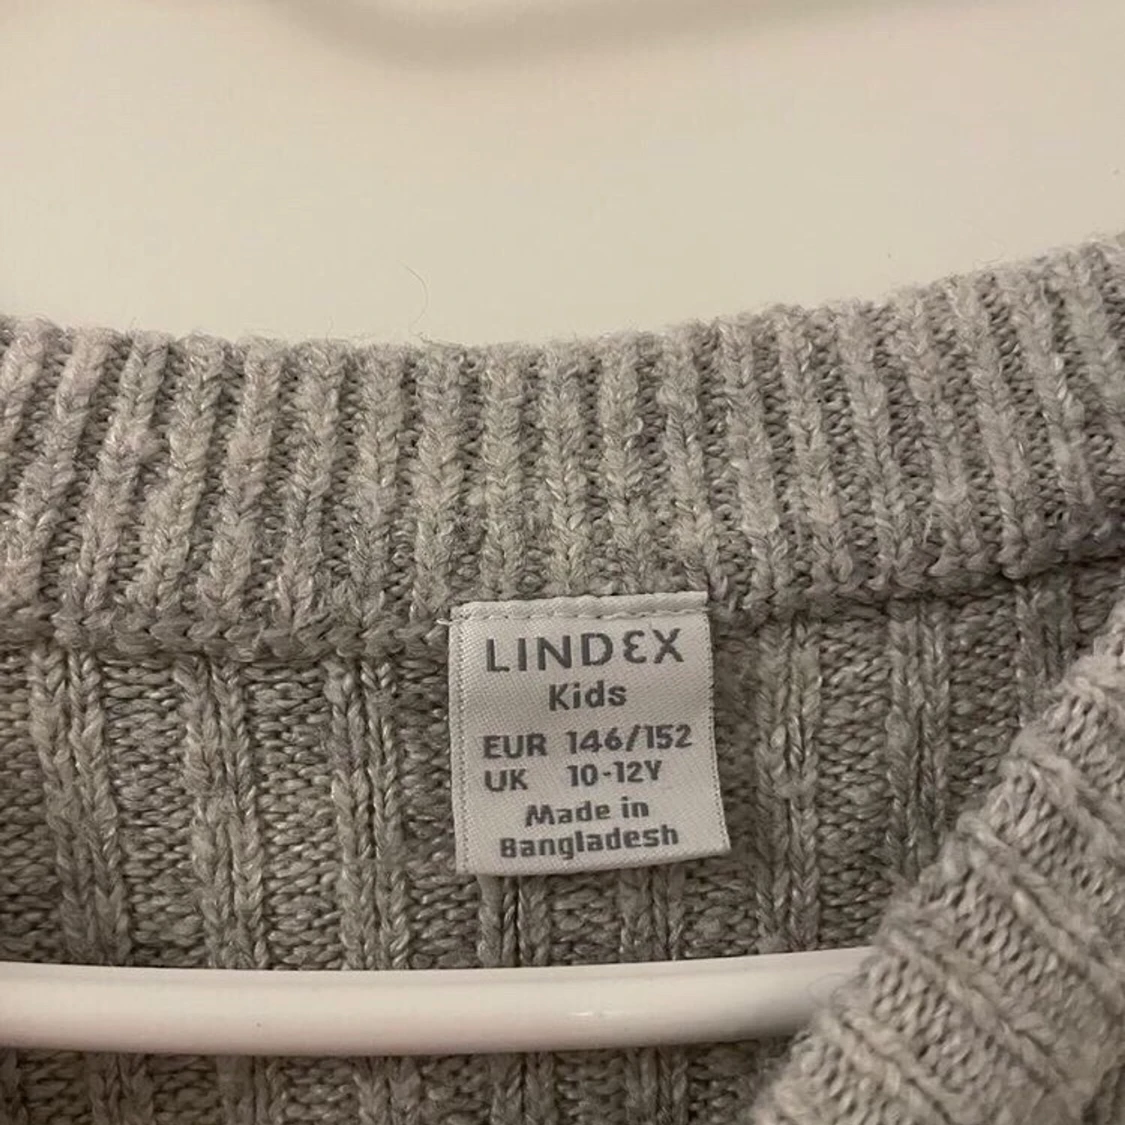 LINDEX
Kids
EUR 146/152
UK 10-12Y
Made in
Bangladesh